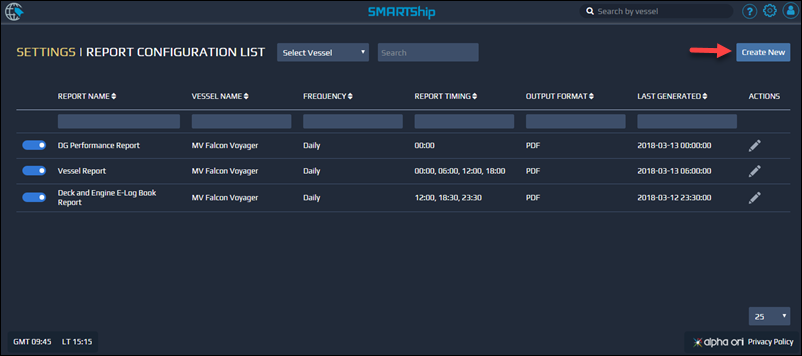 SMARTShip
Search by vessel
?
SETTINGS | REPORT CONFIGURATION LIST
Select Vessel
Search
Create New
REPORT NAME VESSEL NAME FREQUENCY REPORT TIMING OUTPUT FORMAT LAST GENERATED ACTIONS
DG Performance Report MV Falcon Voyager Daily 00:00 PDF 2018-03-13 00:00:00
Vessel Report MV Falcon Voyager Daily 00:00, 06:00, 12:00, 18:00 PDF 2018-03-13 06:00:00
Deck and Engine E-Log Book
Report
MV Falcon Voyager Daily 12:00, 18:30, 23:30 PDF 2018-03-12 23:30:00
25
GMT 09:45 LT 15:15
alpha ori Privacy Policy